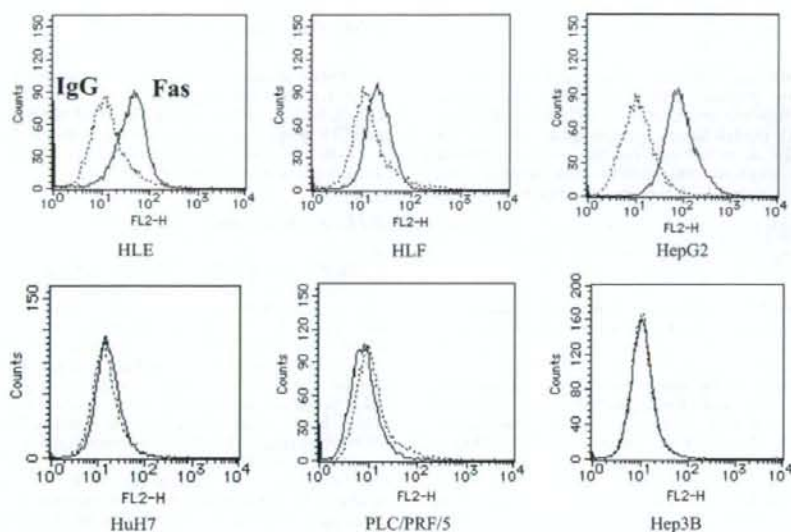 150
120
90
60
30
0
Counts
IgG
Fas
10⁰ 10¹ 10² 10³ 10⁴
FL2-H
HLE
150
120
90
60
30
0
Counts
10⁰ 10¹ 10² 10³ 10⁴
FL2-H
HLF
150
120
90
60
30
0
Counts
10⁰ 10¹ 10² 10³ 10⁴
FL2-H
HepG2
150
0
Counts
10⁰ 10¹ 10² 10³ 10⁴
FL2-H
HuH7
150
120
90
60
30
0
Counts
10⁰ 10¹ 10² 10³ 10⁴
FL2-H
PLC/PRF/5
200
160
120
80
40
0
Counts
10⁰ 10¹ 10² 10³ 10⁴
FL2-H
Hep3B